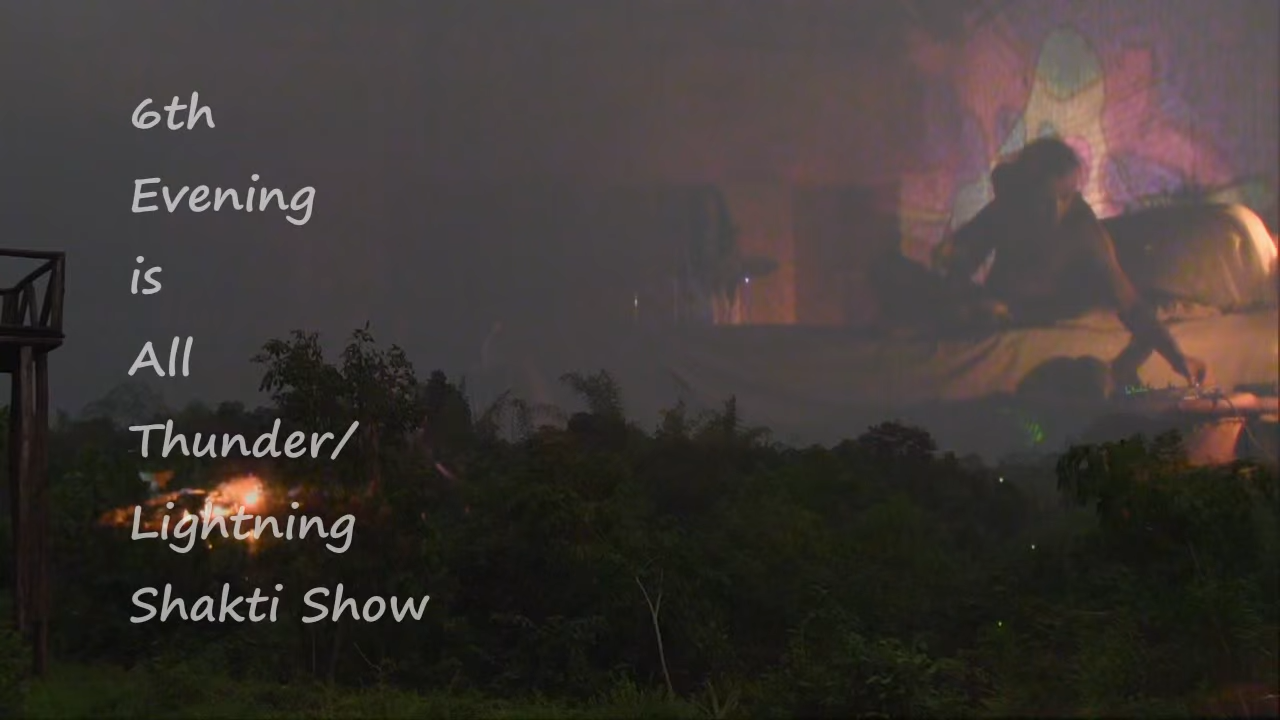 6th
Evening
is
All
Thunder/
Lightning
Shakti Show